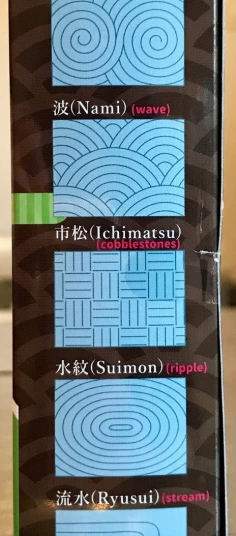 波(Nami) (wave)
市松(Ichimatsu)
(cobblestones)
水紋(Suimon) (ripple)
流水(Ryusui) (stream)